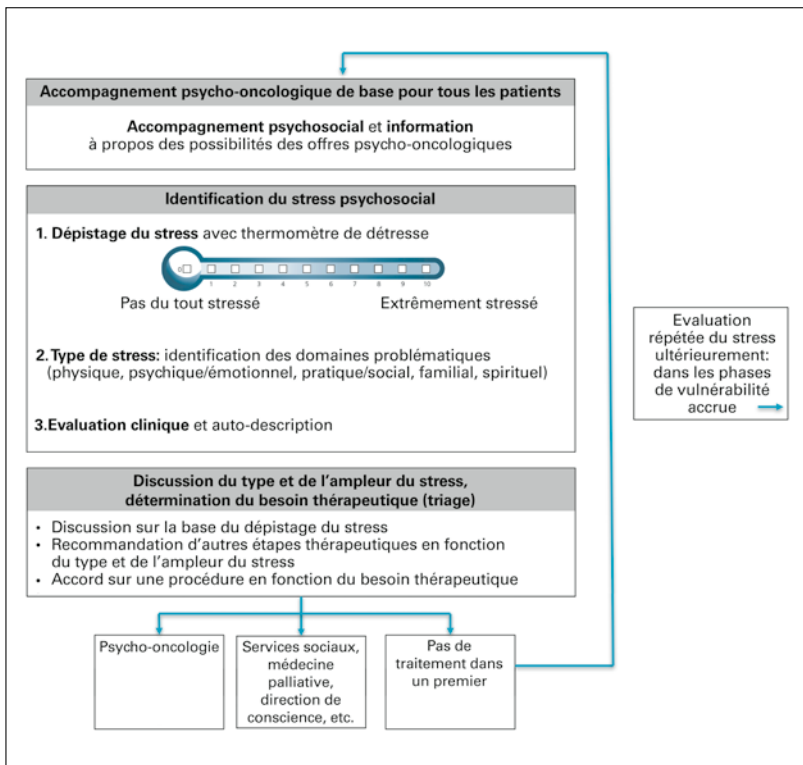 Accompagnement psycho-oncologique de base pour tous les patients
Accompagnement psychosocial et information
à propos des possibilités des offres psycho-oncologiques
Identification du stress psychosocial
1. Dépistage du stress avec thermomètre de détresse
0
1 2 3 4 5 6 7 8 9 10
Pas du tout stressé Extrêmement stressé
2. Type de stress: identification des domaines problématiques
(physique, psychique/émotionnel, pratique/social, familial, spirituel)
3.Evaluation clinique et auto-description
Evaluation
répétée du stress
ultérieurement:
dans les phases
de vulnérabilité
accrue
Discussion du type et de l'ampleur du stress,
détermination du besoin thérapeutique (triage)
• Discussion sur la base du dépistage du stress
• Recommandation d'autres étapes thérapeutiques en fonction
du type et de l'ampleur du stress
• Accord sur une procédure en fonction du besoin thérapeutique
Psycho-oncologie
Services sociaux,
médecine
palliative,
direction de
conscience, etc.
Pas de
traitement dans
un premier